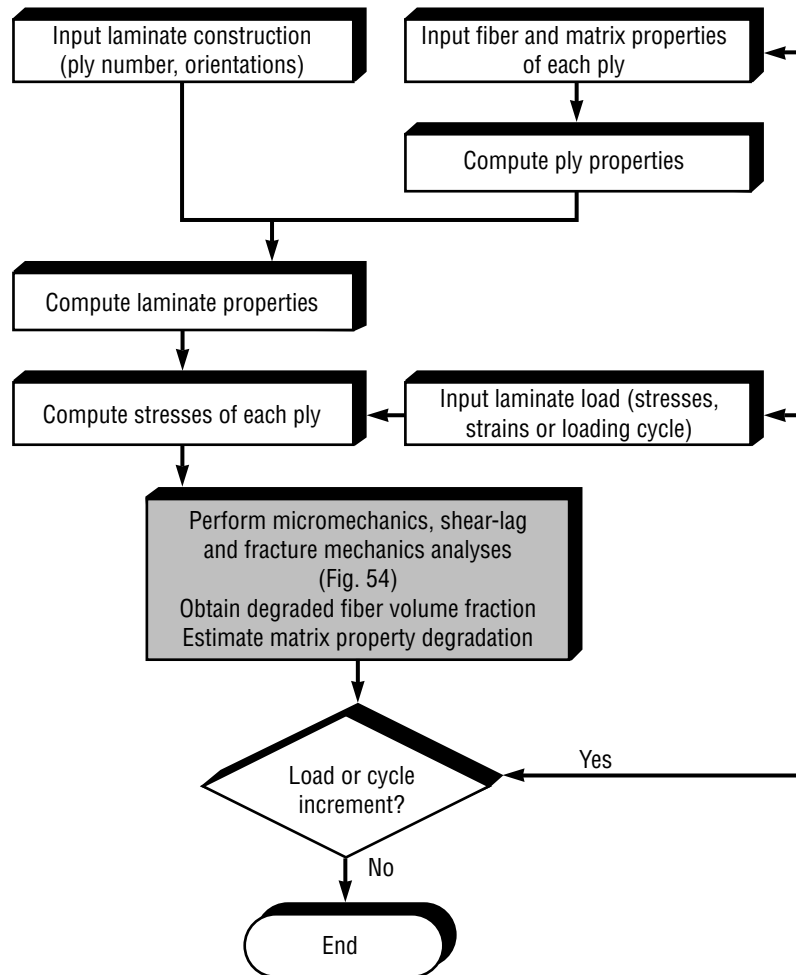 Input laminate construction
(ply number, orientations)
Input fiber and matrix properties
of each ply
Compute ply properties
Compute laminate properties
Compute stresses of each ply
Input laminate load (stresses,
strains or loading cycle)
Perform micromechanics, shear-lag
and fracture mechanics analyses
(Fig. 54)
Obtain degraded fiber volume fraction
Estimate matrix property degradation
Load or cycle
increment?
Yes
No
End